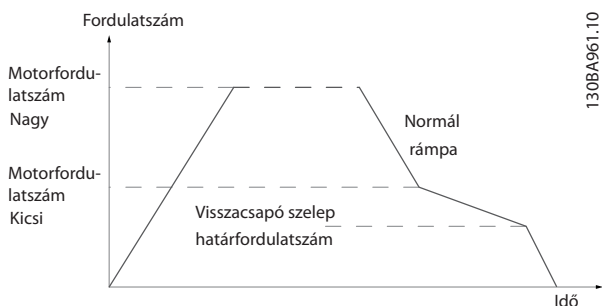 Fordulatszám
130BA961.10
Motorfordu-
latszám
Nagy
Normál
rámpa
Motorfordu-
latszám
Kicsi
Visszacsapó szelep
határfordulatszám
Idő